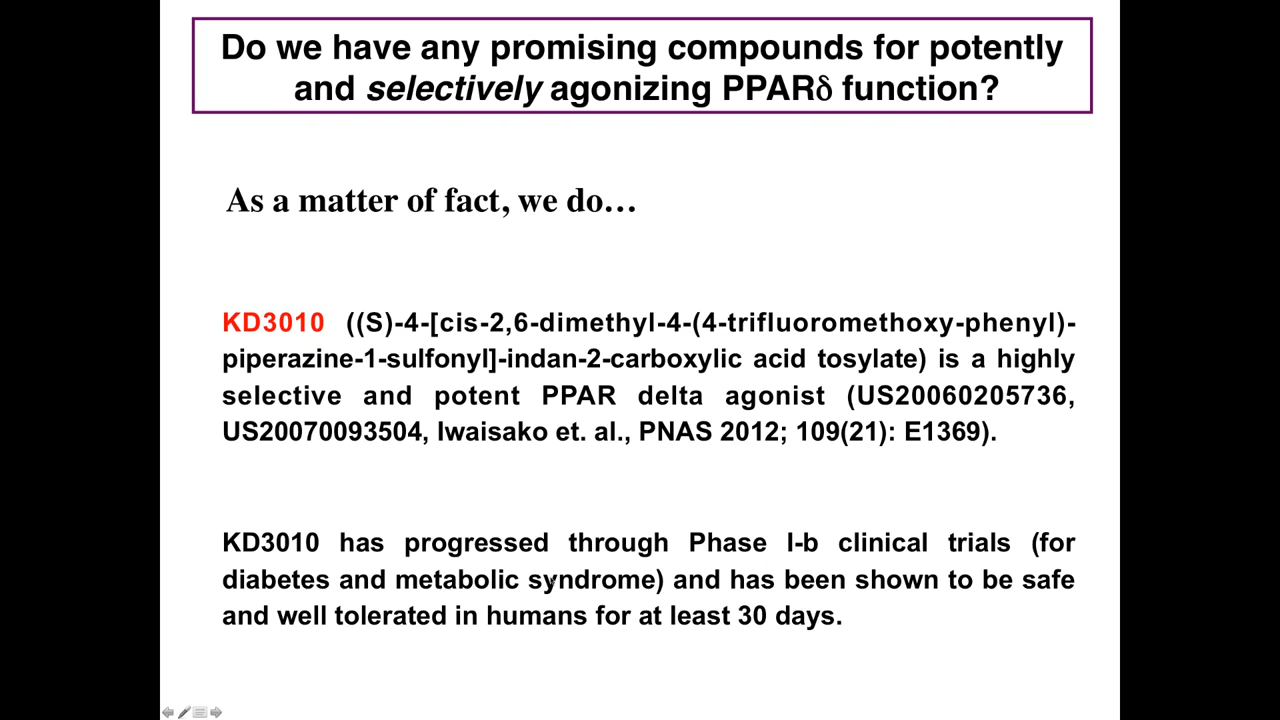 Do we have any promising compounds for potently
and selectively agonizing PPARδ function?
As a matter of fact, we do…
KD3010 ((S)-4-[cis-2,6-dimethyl-4-(4-trifluoromethoxy-phenyl)-
piperazine-1-sulfonyl]-indan-2-carboxylic acid tosylate) is a highly
selective and potent PPAR delta agonist (US20060205736,
US20070093504, Iwaisako et. al., PNAS 2012; 109(21): E1369).
KD3010 has progressed through Phase I-b clinical trials (for
diabetes and metabolic syndrome) and has been shown to be safe
and well tolerated in humans for at least 30 days.